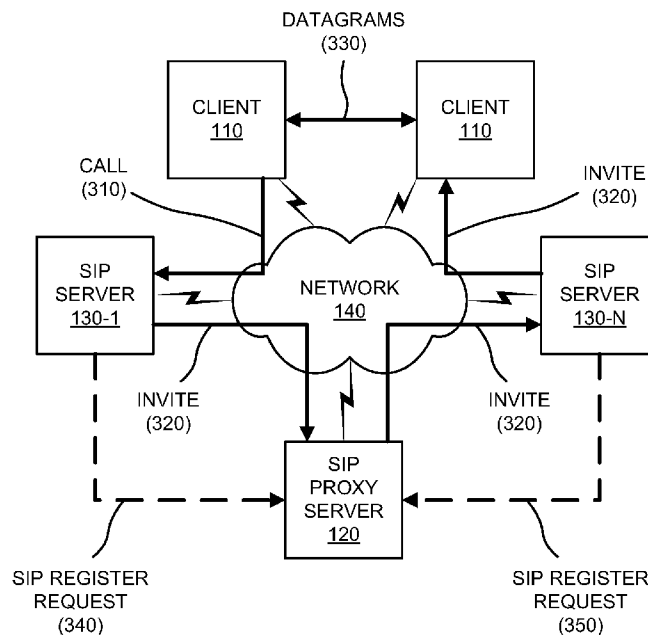 DATAGRAMS
(330)
CLIENT
110
CLIENT
110
CALL
(310)
INVITE
(320)
SIP
SERVER
130-1
NETWORK
140
SIP
SERVER
130-N
INVITE
(320)
INVITE
(320)
SIP
PROXY
SERVER
120
SIP REGISTER
REQUEST
(340)
SIP REGISTER
REQUEST
(350)